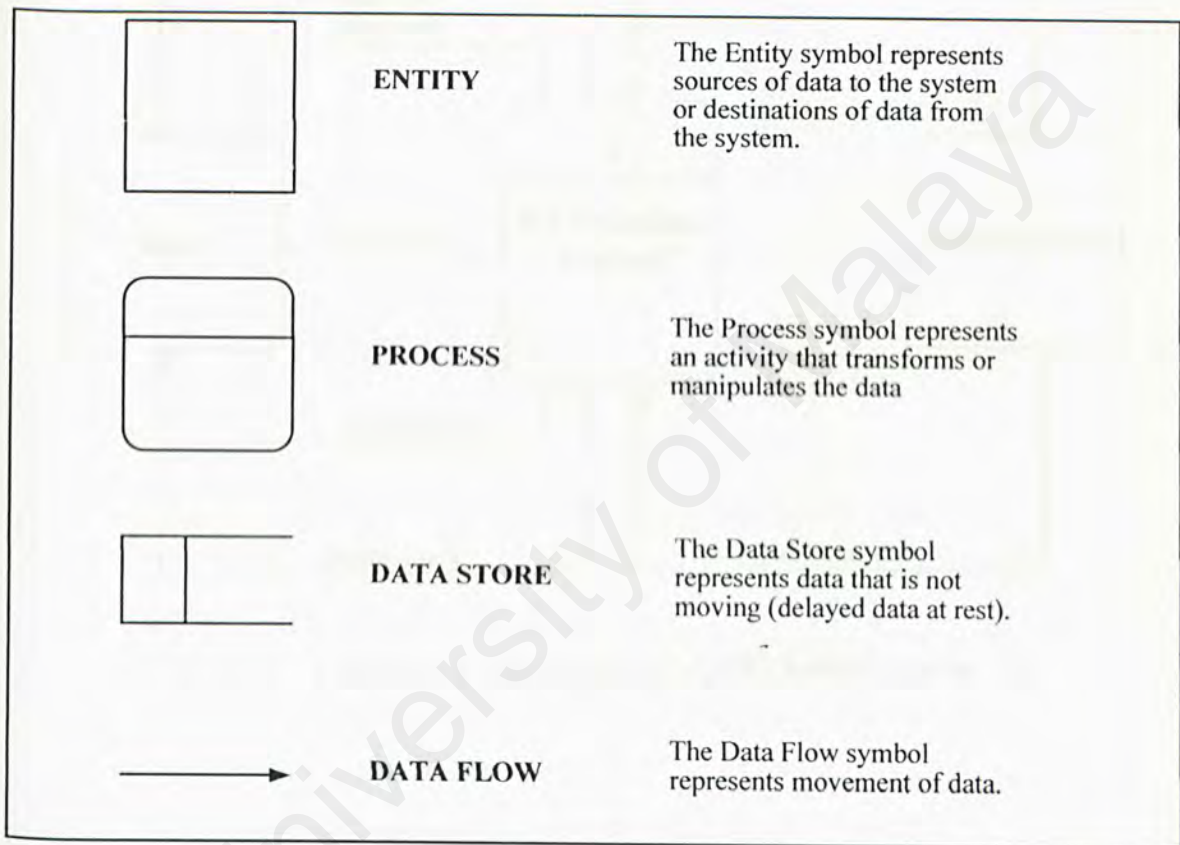 ENTITY
The Entity symbol represents
sources of data to the system
or destinations of data from
the system.
PROCESS
The Process symbol represents
an activity that transforms or
manipulates the data
DATA STORE
The Data Store symbol
represents data that is not
moving (delayed data at rest).
DATA FLOW
The Data Flow symbol
represents movement of data.
University of Malaya